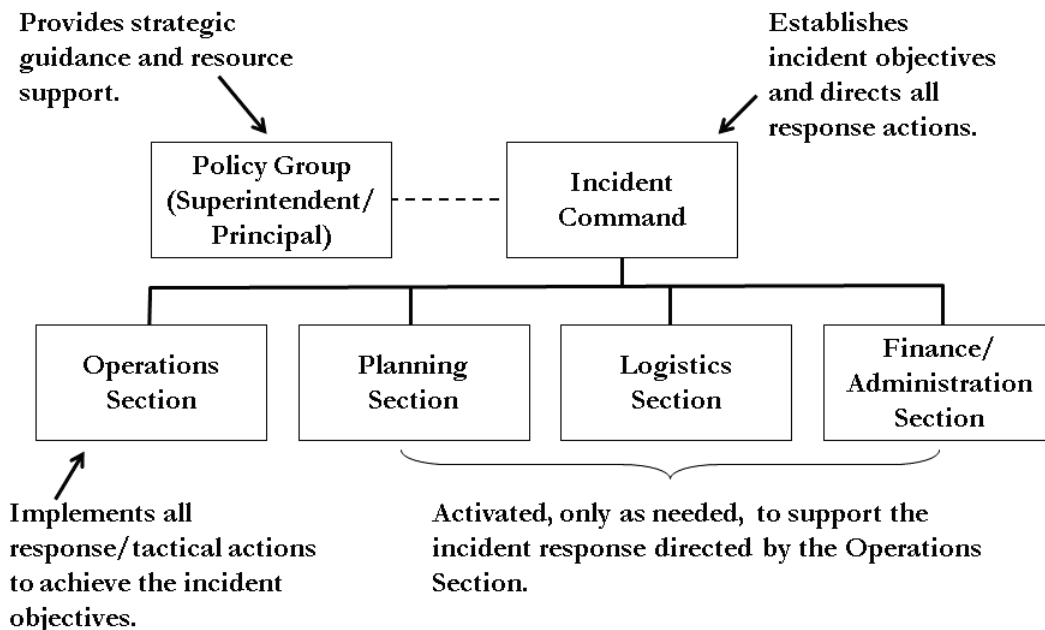 Provides strategic
guidance and resource
support.
Establishes
incident objectives
and directs all
response actions.
Policy Group
(Superintendent/
Principal)
Incident
Command
Operations
Section
Planning
Section
Logistics
Section
Finance/
Administration
Section
Implements all
response/tactical actions
to achieve the incident
objectives.
Activated, only as needed, to support the
incident response directed by the Operations
Section.